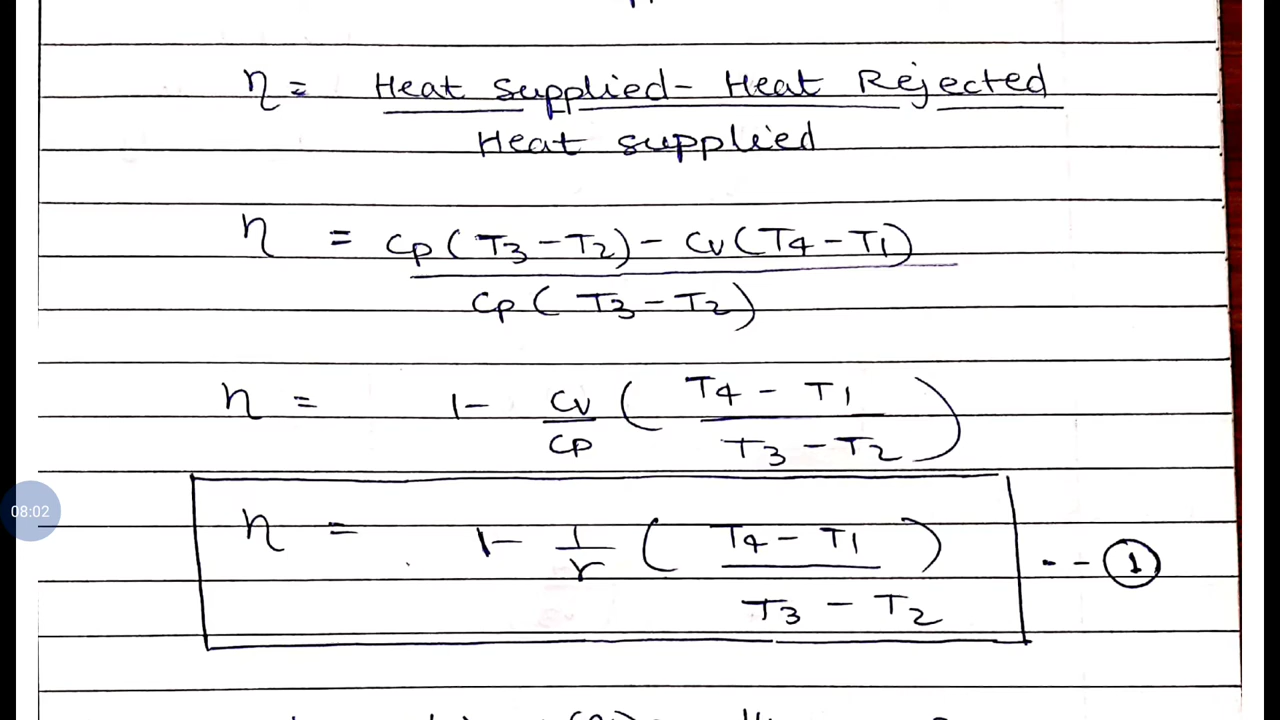 η = Heat Supplied - Heat Rejected
Heat supplied
η = Cp ( T3 - T2) - Cv ( T4 - T1)
Cp ( T3 - T2)
η = 1 - Cv ( T4 - T1 )
Cp T3 - T2
η = 1 - 1 ( T4 - T1 ) -- 1
r T3 - T2
08:02